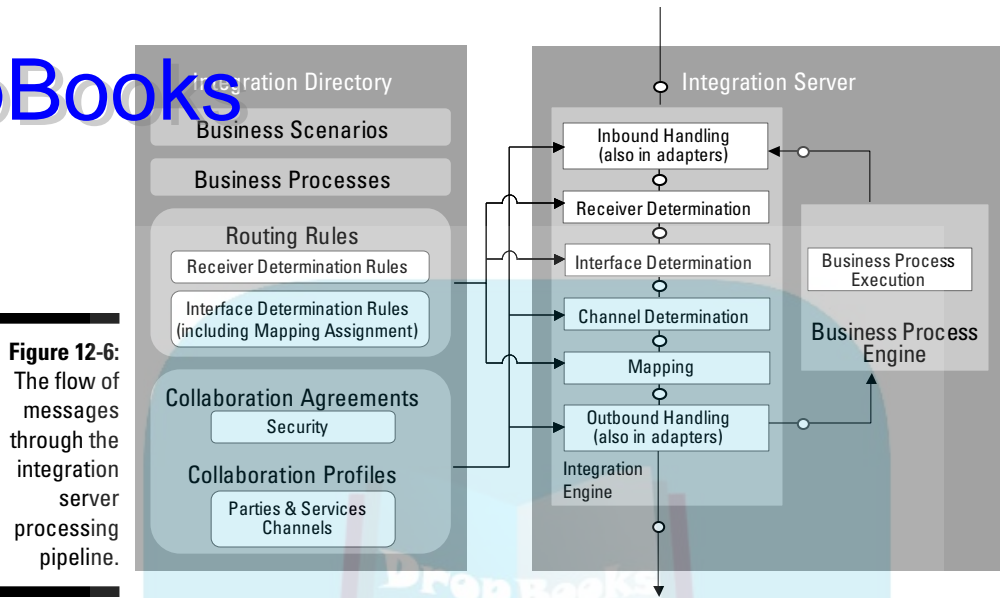 pBooks
Integration Directory
Business Scenarios
Business Processes
Routing Rules
Receiver Determination Rules
Interface Determination Rules
(including Mapping Assignment)
Collaboration Agreements
Security
Collaboration Profiles
Parties & Services
Channels
Integration Server
Inbound Handling
(also in adapters)
Receiver Determination
Interface Determination
Channel Determination
Mapping
Outbound Handling
(also in adapters)
Integration
Engine
Business Process
Execution
Business Process
Engine
Figure 12-6:
The flow of
messages
through the
integration
server
processing
pipeline.
DropBooks